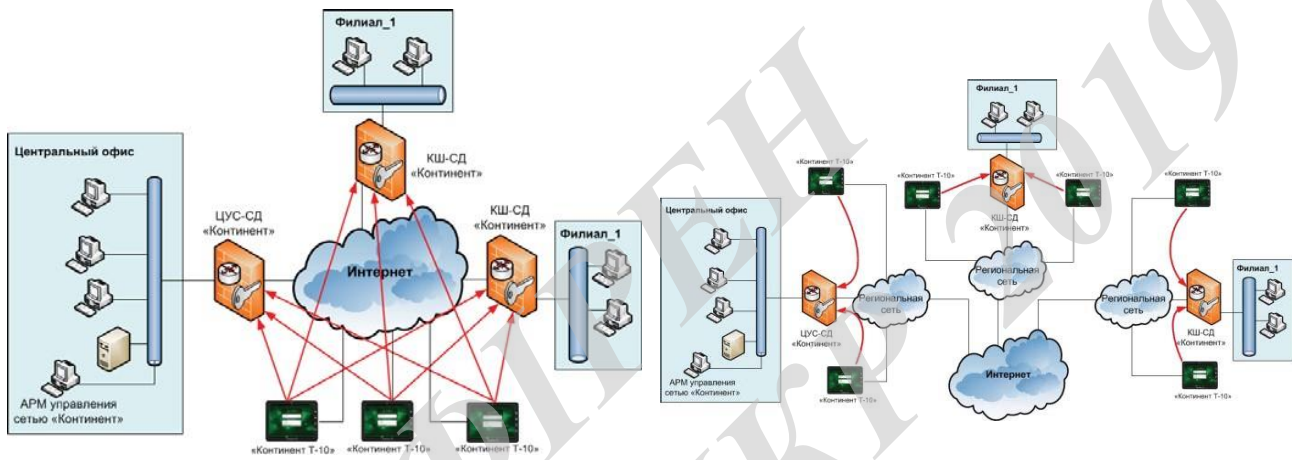 Филиал_1
Центральный офис
КШ-СД
«Континент»
ЦУС-СД
«Континент»
КШ-СД
«Континент»
Филиал_1
Интернет
АРМ управления
сетью «Континент»
«Континент Т-10»
«Континент Т-10»
«Континент Т-10»
Филиал_1
«Континент Т-10»
«Континент Т-10»
«Континент Т-10»
«Континент Т-10»
КШ-СД
«Континент»
Центральный офис
Региональная
сеть
Филиал_1
Региональная
сеть
Региональная
сеть
ЦУС-СД
«Континент»
КШ-СД
«Континент»
Интернет
АРМ управления
сетью «Континент»
«Континент Т-10»
«Континент Т-10»
2019